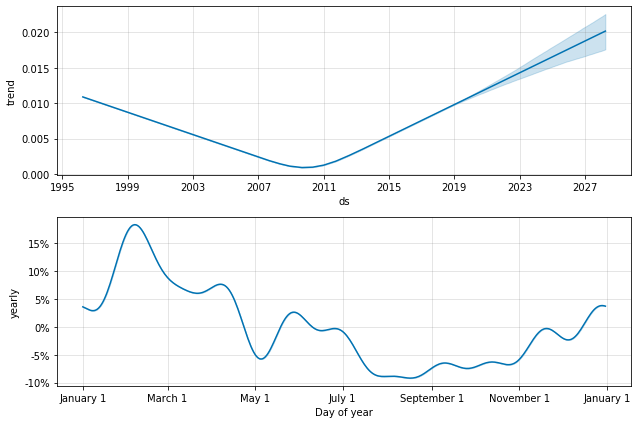 0.020
0.015
0.010
0.005
0.000
trend
1995 1999 2003 2007 2011 2015 2019 2023 2027
ds
15%
10%
5%
0%
-5%
-10%
yearly
January 1 March 1 May 1 July 1 September 1 November 1 January 1
Day of year